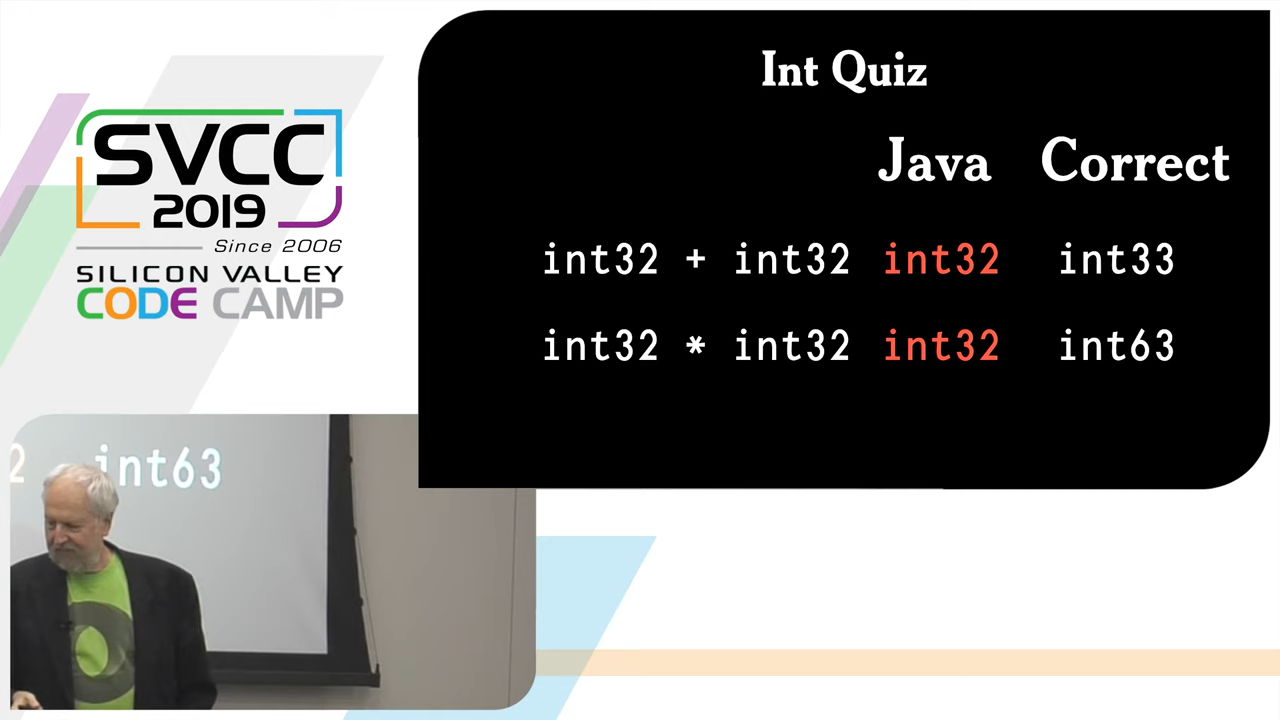 SVCC
2019
Since 2006
SILICON VALLEY
CODE CAMP
Int Quiz
Java Correct
int32 + int32 int32 int33
int32 * int32 int32 int63
2 int63